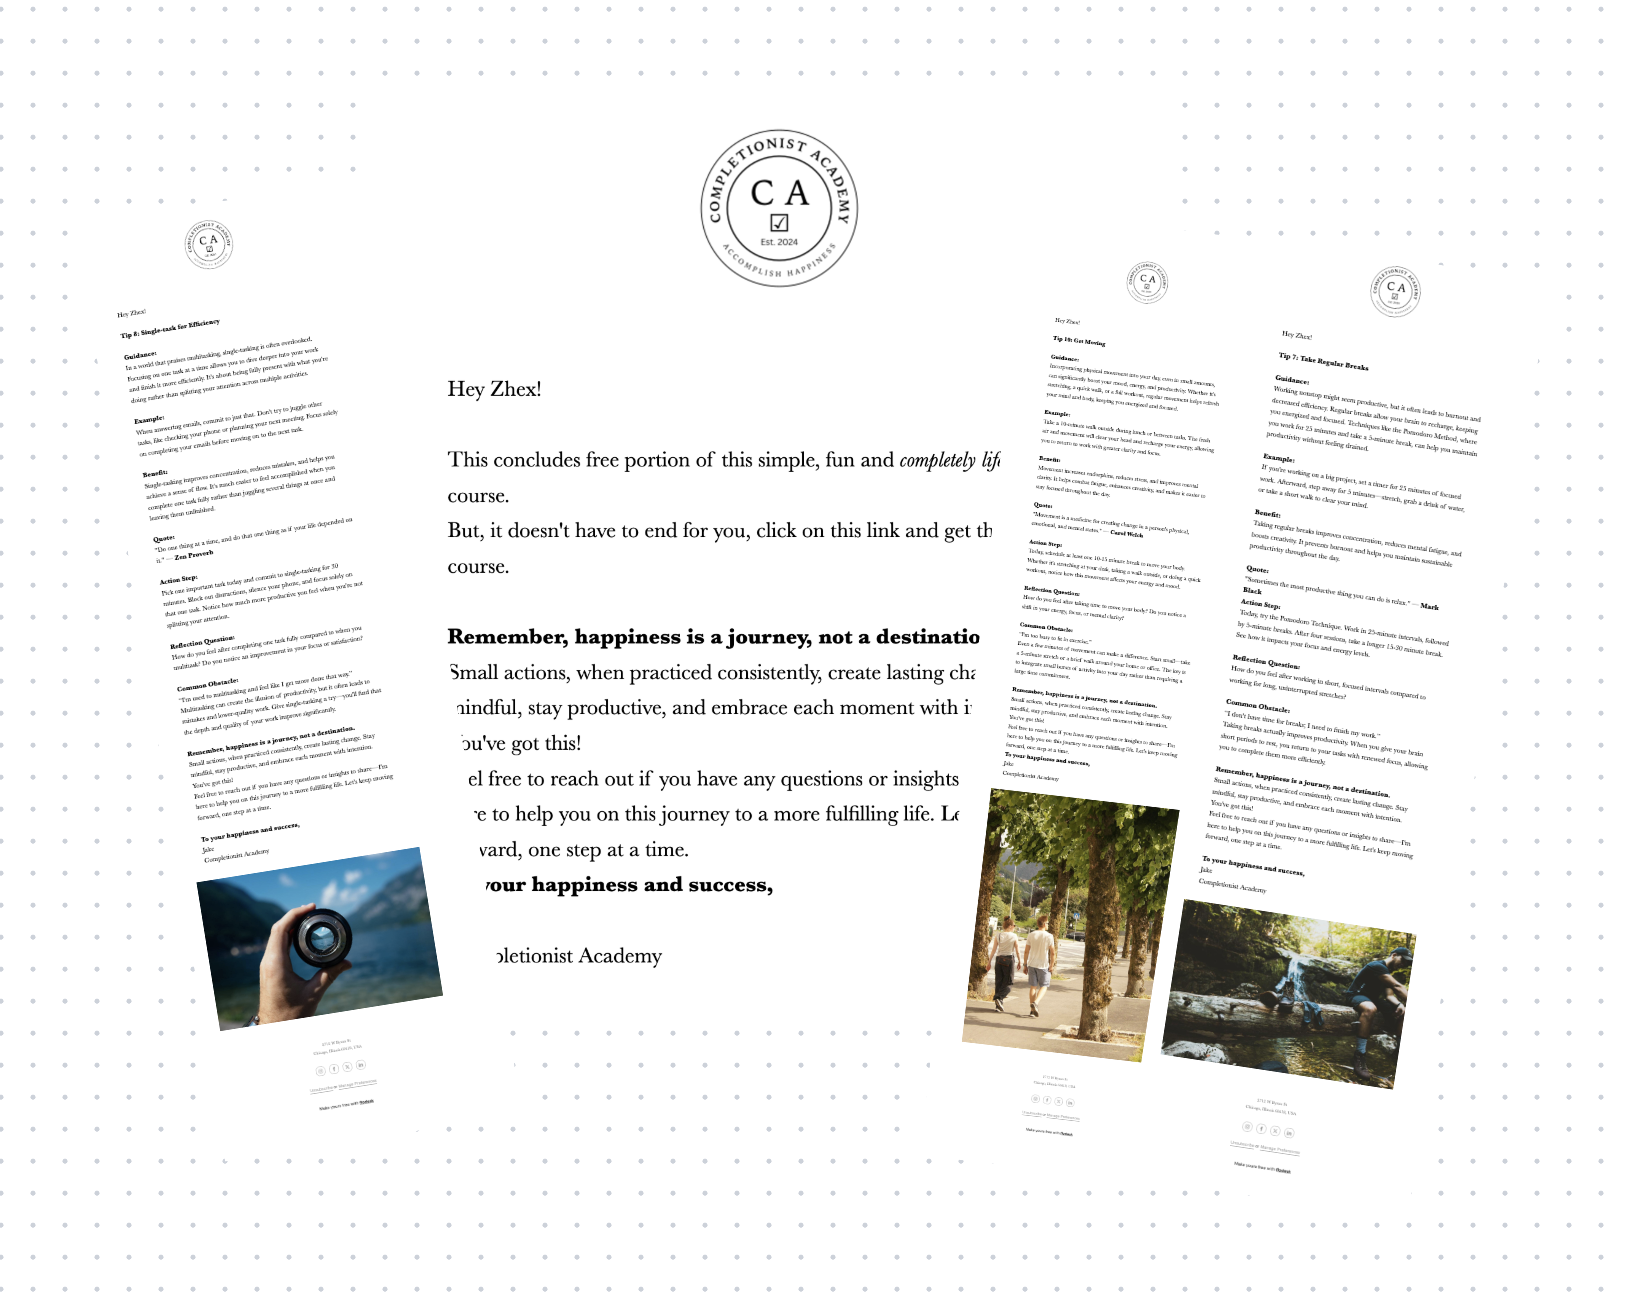 COMPLETIONIST ACADEMY
C A
Est. 2024
ACCOMPLISH HAPPINESS
Hey Zhex!
This concludes free portion of this simple, fun and completely
course.
But, it doesn't have to end for you, click on this link and get
course.
Remember, happiness is a journey, not a
Small actions, when practiced consistently, create lasting
stay productive, and embrace each moment with
got this!
free to reach out if you have any questions or insights
to help you on this journey to a more fulfilling life.
one step at a time.
your happiness and success,
Academy
COMPLETIONIST ACADEMY
C A
Hey Zhex!
Tip 8: Single-task for Efficiency
Guidance:
In a world that praises multitasking, single-tasking is often overlooked.
Focusing on one task at a time allows you to dive deeper into your work
and finish it more efficiently. It's about being fully present with what you're
doing rather than splitting your attention across multiple activities.
Example:
When answering emails, commit to just that. Don't try to juggle other
tasks, like checking your phone or planning your next meeting. Focus solely
on completing your emails before moving on to the next task.
Benefit:
Single-tasking improves concentration, reduces mistakes, and helps you
achieve a sense of flow. It's much easier to feel accomplished when you
complete one task fully rather than juggling several things at once and
leaving them unfinished.
Quote:
"Do one thing at a time, and do that one thing as if your life depended on
it." — Zen Proverb
Action Step:
Pick one important task today and commit to single-tasking for 30
minutes. Block out distractions, silence your phone, and focus solely on
that one task. Notice how much more productive you feel when you're not
splitting your attention.
Reflection Question:
How do you feel after completing one task fully compared to when you
multitask? Do you notice an improvement in your focus or satisfaction?
Common Obstacle:
"I'm used to multitasking and feel like I get more done that way."
Multitasking can create the illusion of productivity, but it often leads to
mistakes and lower-quality work. Give single-tasking a try—you'll find that
the depth and quality of your work improve significantly.
Remember, happiness is a journey, not a destination.
Small actions, when practiced consistently, create lasting change. Stay
mindful, stay productive, and embrace each moment with intention.
You've got this!
Feel free to reach out if you have any questions or insights to share—I'm
here to help you on this journey to a more fulfilling life. Let's keep moving
forward, one step at a time.
To your happiness and success,
Jake
Completionist Academy
Chicago, Illinois
Unsubscribe or Manage Preferences
Make yours free with flodesk
COMPLETIONIST ACADEMY
C A
Hey Zhex!
Tip 10: Get Moving
Guidance:
Incorporating physical movement into your day, even in small amounts,
can significantly boost your mood, energy, and productivity. Whether it's
stretching, a quick walk, or a full workout, regular movement helps refresh
your mind and body, keeping you energized and focused.
Example:
Take a 10-minute walk outside during lunch or between tasks. The fresh
air and movement will clear your head and recharge your energy, allowing
you to return to work with greater clarity and focus.
Benefit:
Movement increases endorphins, reduces stress, and improves mental
clarity. It helps combat fatigue, enhances creativity, and makes it easier to
stay focused throughout the day.
Quote:
"Movement is a medicine for creating change in a person's physical,
emotional, and mental states." — Carol Welch
Action Step:
Today, schedule at least one 10-15 minute break to move your body.
Whether it's stretching at your desk, taking a walk outside, or doing a quick
workout, notice how this movement affects your energy and mood.
Reflection Question:
How do you feel after taking time to move your body? Do you notice a
shift in your energy, focus, or mental clarity?
Common Obstacle:
"I'm too busy to fit in exercise."
Even a few minutes of movement can make a difference. Start small—take
a 5-minute stretch or a brief walk around your home or office. The key is
to integrate small bursts of activity into your day rather than requiring a
large time commitment.
Remember, happiness is a journey, not a destination.
Small actions, when practiced consistently, create lasting change. Stay
mindful, stay productive, and embrace each moment with intention.
You've got this!
Feel free to reach out if you have any questions or insights to share—I'm
here to help you on this journey to a more fulfilling life. Let's keep moving
forward, one step at a time.
To your happiness and success,
Jake
Completionist Academy
Chicago, Illinois
Unsubscribe or Manage Preferences
Make yours free with flodesk
COMPLETIONIST ACADEMY
C A
Hey Zhex!
Tip 7: Take Regular Breaks
Guidance:
Working nonstop might seem productive, but it often leads to burnout and
decreased efficiency. Regular breaks allow your brain to recharge, keeping
you energized and focused. Techniques like the Pomodoro Method, where
you work for 25 minutes and take a 5-minute break, can help you maintain
productivity without feeling drained.
Example:
If you're working on a big project, set a timer for 25 minutes of focused
work. Afterward, step away for 5 minutes—stretch, grab a drink of water,
or take a short walk to clear your mind.
Benefit:
Taking regular breaks improves concentration, reduces mental fatigue, and
boosts creativity. It prevents burnout and helps you maintain sustainable
productivity throughout the day.
Quote:
"Sometimes the most productive thing you can do is relax." — Mark
Black
Action Step:
Today, try the Pomodoro Technique. Work in 25-minute intervals, followed
by 5-minute breaks. After four sessions, take a longer 15-30 minute break.
See how it impacts your focus and energy levels.
Reflection Question:
How do you feel after working in short, focused intervals compared to
working for long, uninterrupted stretches?
Common Obstacle:
"I don't have time for breaks; I need to finish my work."
Taking breaks actually improves productivity. When you give your brain
short periods to rest, you return to your tasks with renewed focus, allowing
you to complete them more efficiently.
Remember, happiness is a journey, not a destination.
Small actions, when practiced consistently, create lasting change. Stay
mindful, stay productive, and embrace each moment with intention.
You've got this!
Feel free to reach out if you have any questions or insights to share—I'm
here to help you on this journey to a more fulfilling life. Let's keep moving
forward, one step at a time.
To your happiness and success,
Jake
Completionist Academy
Chicago, Illinois
Unsubscribe or Manage Preferences
Make yours free with flodesk